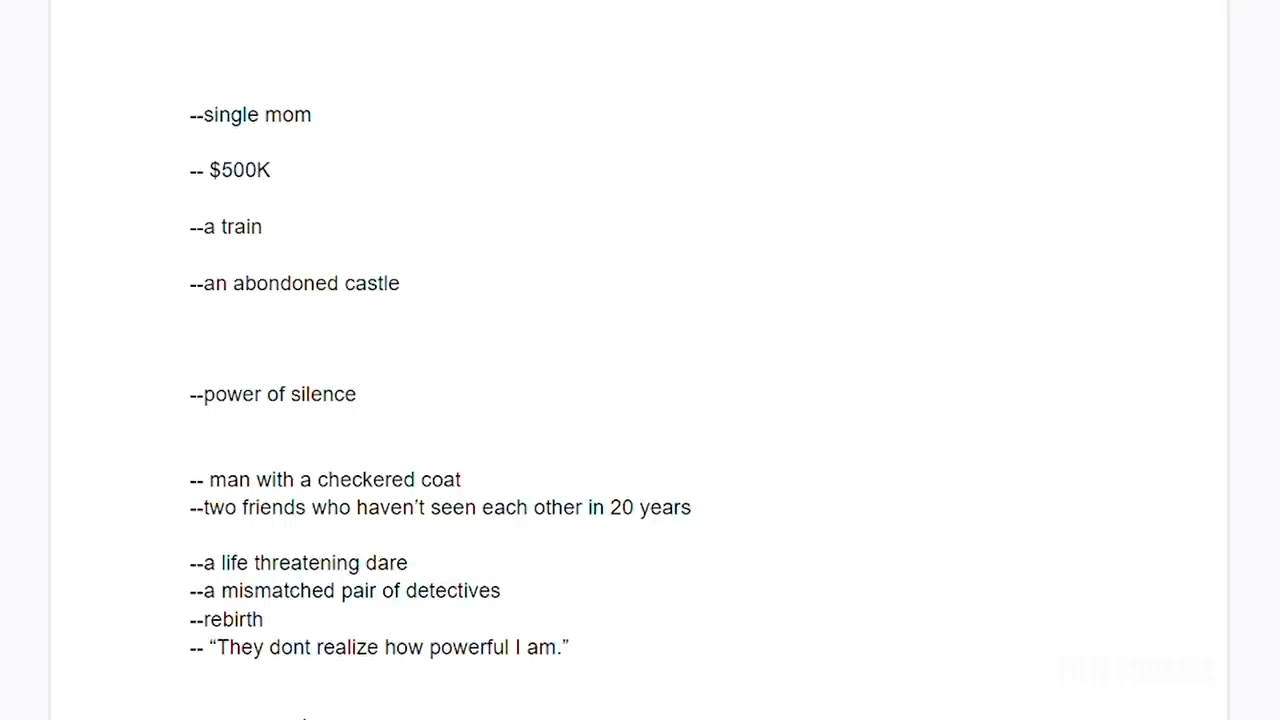 --single mom
-- $500K
--a train
--an abondoned castle
--power of silence
-- man with a checkered coat
--two friends who haven’t seen each other in 20 years
--a life threatening dare
--a mismatched pair of detectives
--rebirth
-- “They dont realize how powerful I am.”